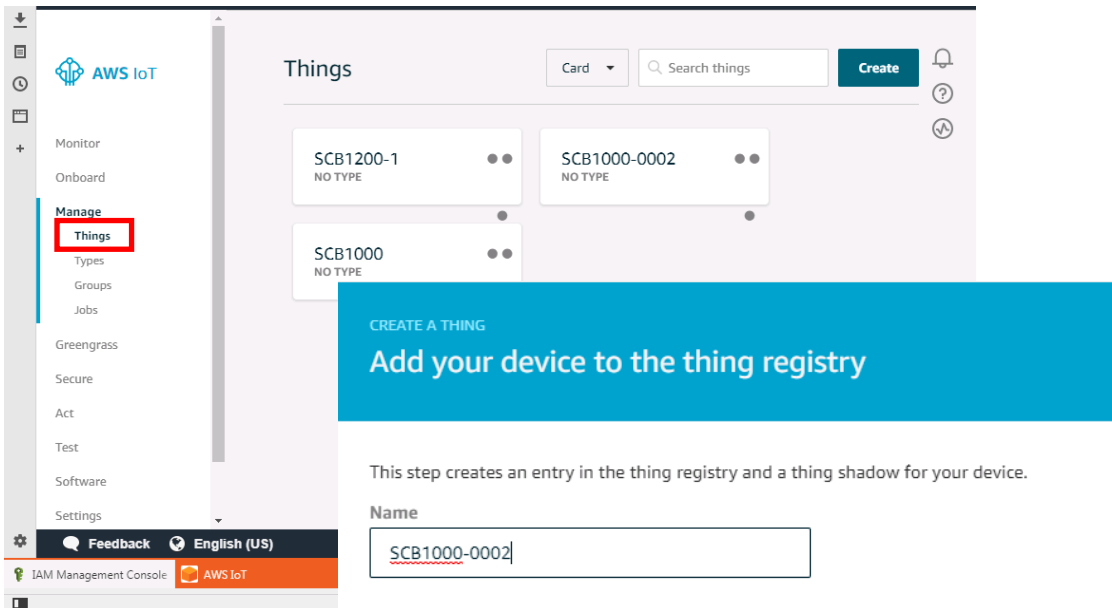 AWS IoT
Monitor
Onboard
Manage
Things
Types
Groups
Jobs
Greengrass
Secure
Act
Test
Software
Settings
Things
Card
Search things
Create
SCB1200-1
NO TYPE
SCB1000-0002
NO TYPE
SCB1000
NO TYPE
CREATE A THING
Add your device to the thing registry
This step creates an entry in the thing registry and a thing shadow for your device.
Name
SCB1000-0002
Feedback English (US)
IAM Management Console AWS IoT